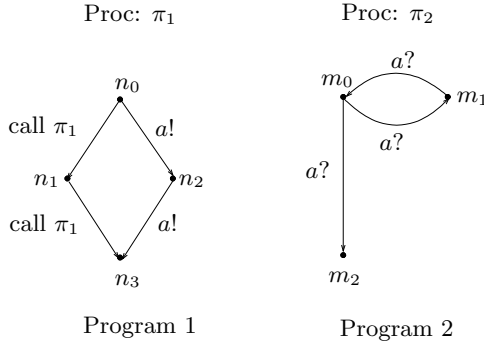 Proc: π₁
n₀
call π₁
a!
n₁
n₂
call π₁
a!
n₃
Program 1
Proc: π₂
a?
m₀
m₁
a?
a?
m₂
Program 2